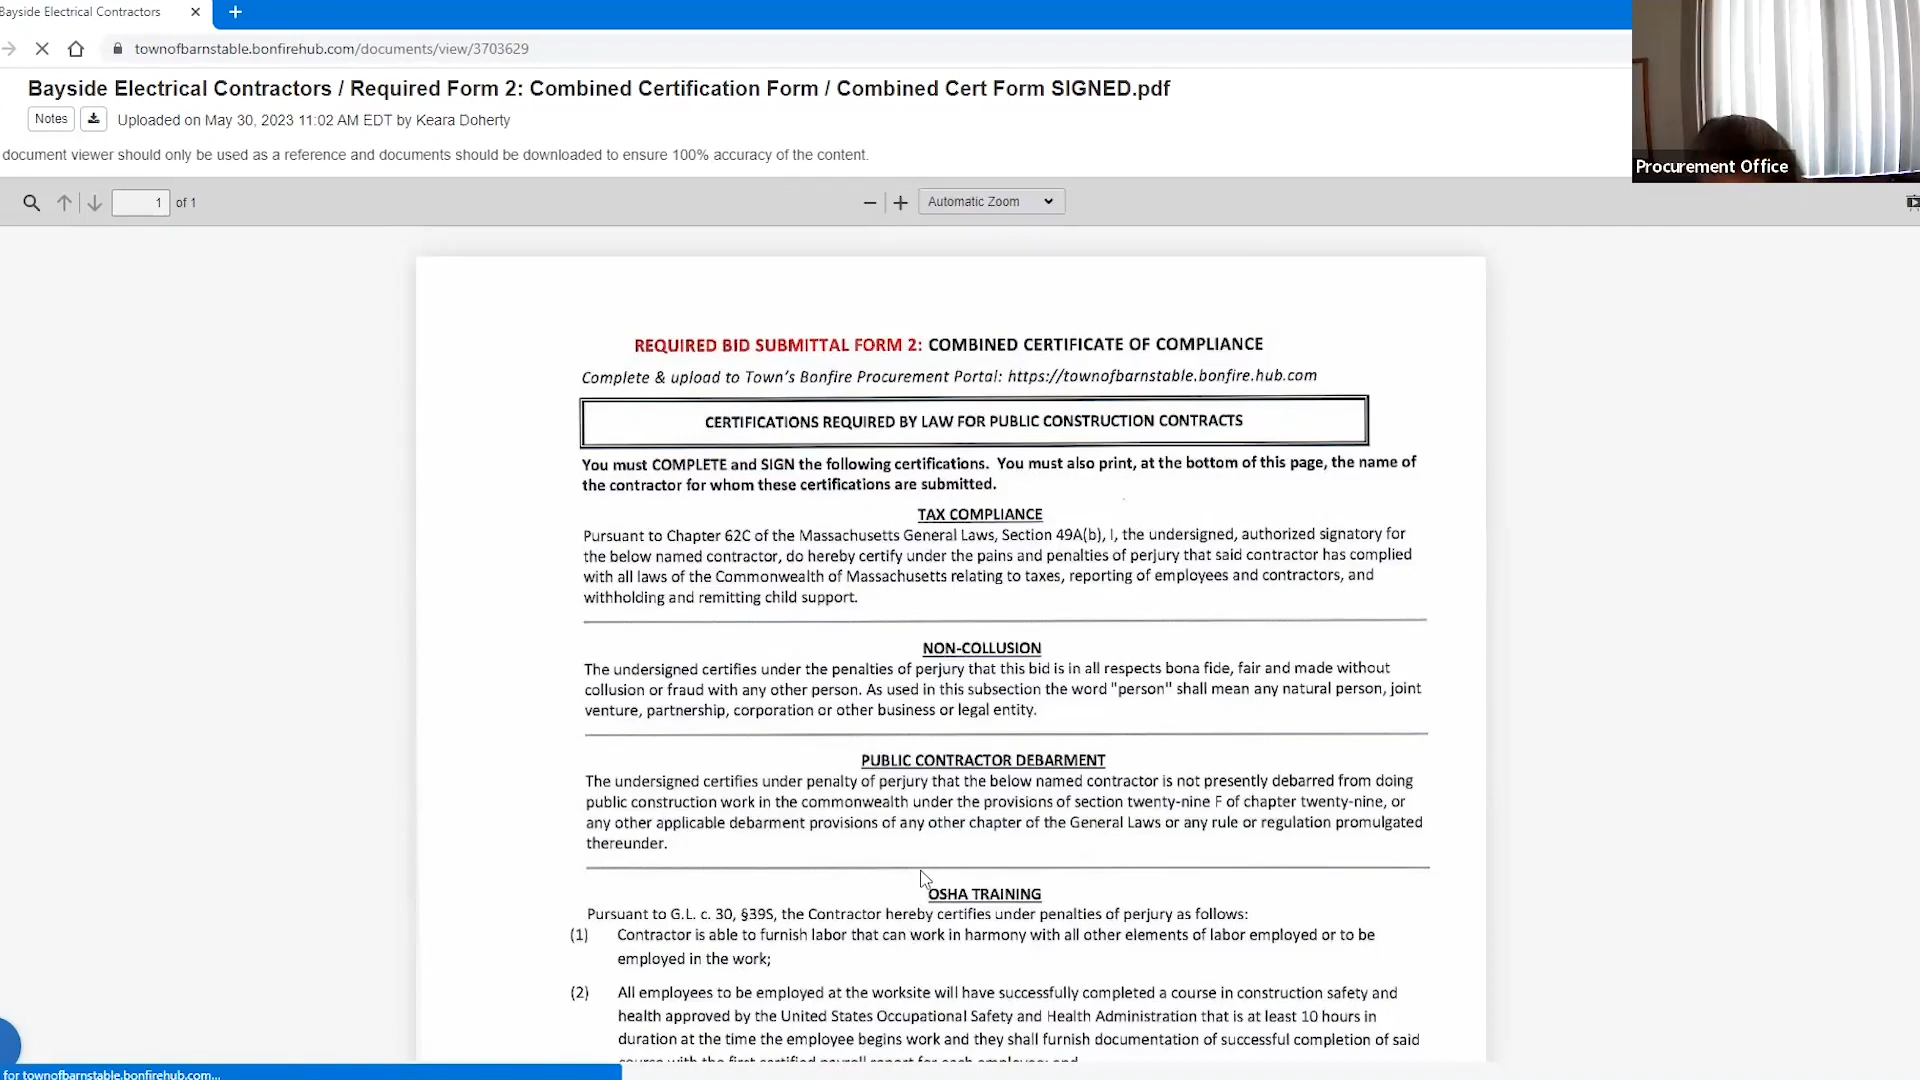 Bayside Electrical Contractors
townofbarnstable.bonfirehub.com/documents/view/3703629
Bayside Electrical Contractors / Required Form 2: Combined Certification Form / Combined Cert Form SIGNED.pdf
Notes
Uploaded on May 30, 2023 11:02 AM EDT by Keara Doherty
document viewer should only be used as a reference and documents should be downloaded to ensure 100% accuracy of the content.
Procurement Office
1 of 1
Automatic Zoom
REQUIRED BID SUBMITTAL FORM 2: COMBINED CERTIFICATE OF COMPLIANCE
Complete & upload to Town's Bonfire Procurement Portal: https://townofbarnstable.bonfire.hub.com
CERTIFICATIONS REQUIRED BY LAW FOR PUBLIC CONSTRUCTION CONTRACTS
You must COMPLETE and SIGN the following certifications. You must also print, at the bottom of this page, the name of
the contractor for whom these certifications are submitted.
TAX COMPLIANCE
Pursuant to Chapter 62C of the Massachusetts General Laws, Section 49A(b), I, the undersigned, authorized signatory for
the below named contractor, do hereby certify under the pains and penalties of perjury that said contractor has complied
with all laws of the Commonwealth of Massachusetts relating to taxes, reporting of employees and contractors, and
withholding and remitting child support.
NON-COLLUSION
The undersigned certifies under the penalties of perjury that this bid is in all respects bona fide, fair and made without
collusion or fraud with any other person. As used in this subsection the word "person" shall mean any natural person, joint
venture, partnership, corporation or other business or legal entity.
PUBLIC CONTRACTOR DEBARMENT
The undersigned certifies under penalty of perjury that the below named contractor is not presently debarred from doing
public construction work in the commonwealth under the provisions of section twenty-nine F of chapter twenty-nine, or
any other applicable debarment provisions of any other chapter of the General Laws or any rule or regulation promulgated
thereunder.
OSHA TRAINING
Pursuant to G.L. c. 30, §39S, the Contractor hereby certifies under penalties of perjury as follows:
(1) Contractor is able to furnish labor that can work in harmony with all other elements of labor employed or to be
employed in the work;
(2) All employees to be employed at the worksite will have successfully completed a course in construction safety and
health approved by the United States Occupational Safety and Health Administration that is at least 10 hours in
duration at the time the employee begins work and they shall furnish documentation of successful completion of said
course with the first certified payroll report for each employee; and
for townofbarnstable.bonfirehub.com...